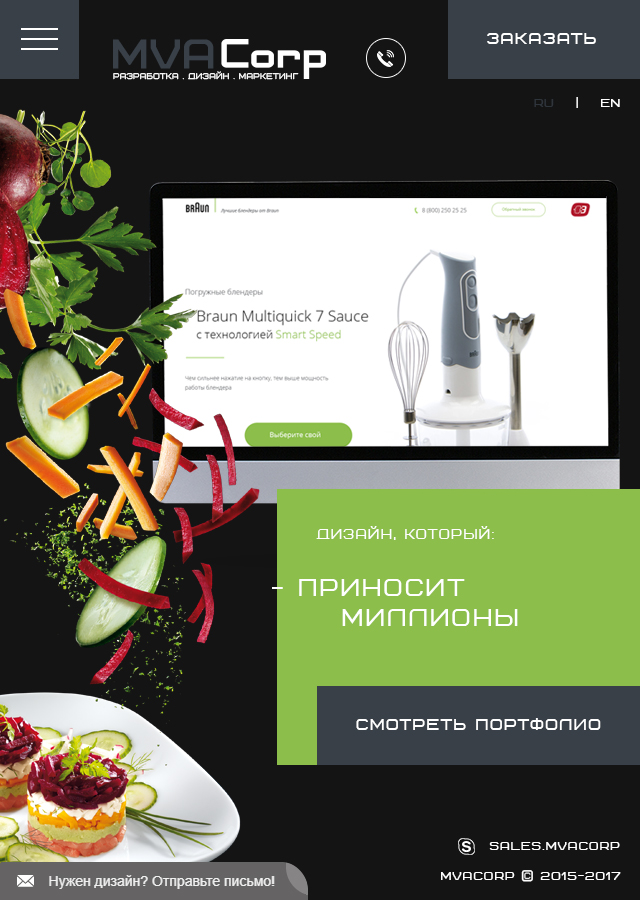 MVACorp
РАЗРАБОТКА . ДИЗАЙН . МАРКЕТИНГ
ЗАКАЗАТЬ
RU | EN
BRAUN
Лучшие блендеры от Braun
8 (800) 250 25 25
Обратный звонок
Погружные блендеры
Braun Multiquick 7 Sauce
с технологией Smart Speed
Чем сильнее нажатие на кнопку, тем выше мощность
работы блендера
Выберите свой
ДИЗАЙН, КОТОРЫЙ:
- ПРИНОСИТ
МИЛЛИОНЫ
СМОТРЕТЬ ПОРТФОЛИО
SALES.MVACORP
MVACORP © 2015-2017
Нужен дизайн? Отправьте письмо!